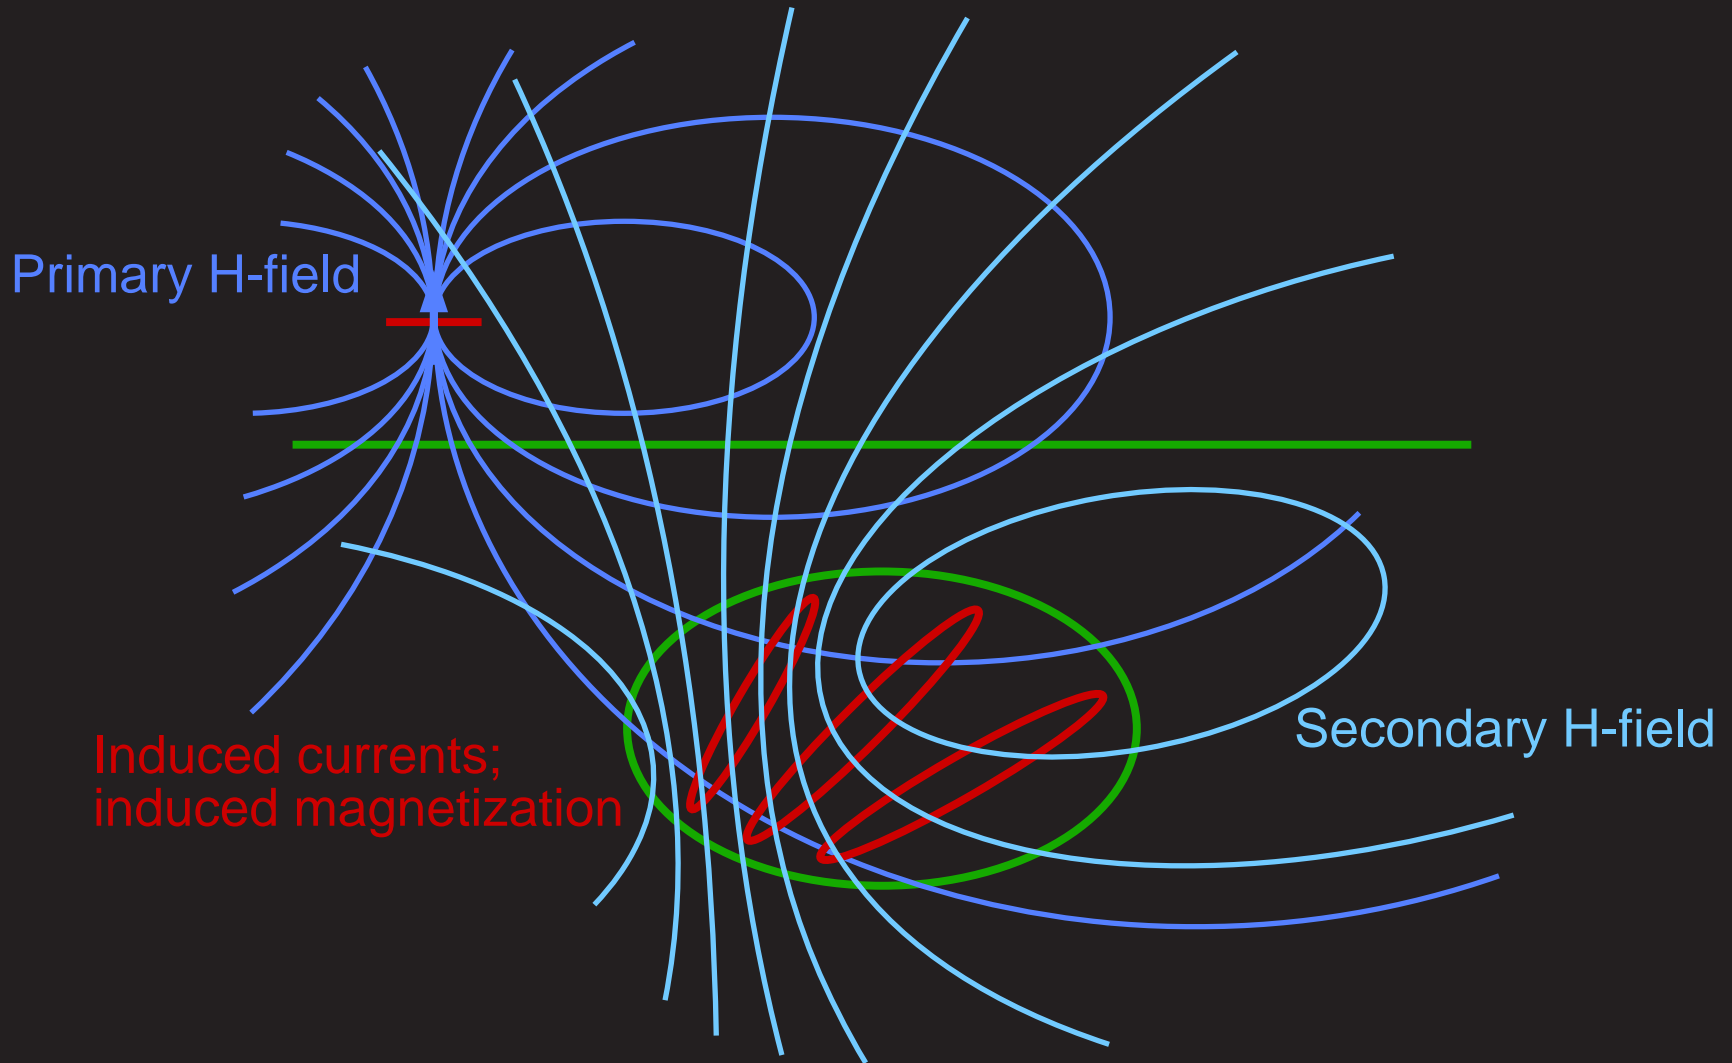 Primary H-field
Induced currents;
induced magnetization
Secondary H-field